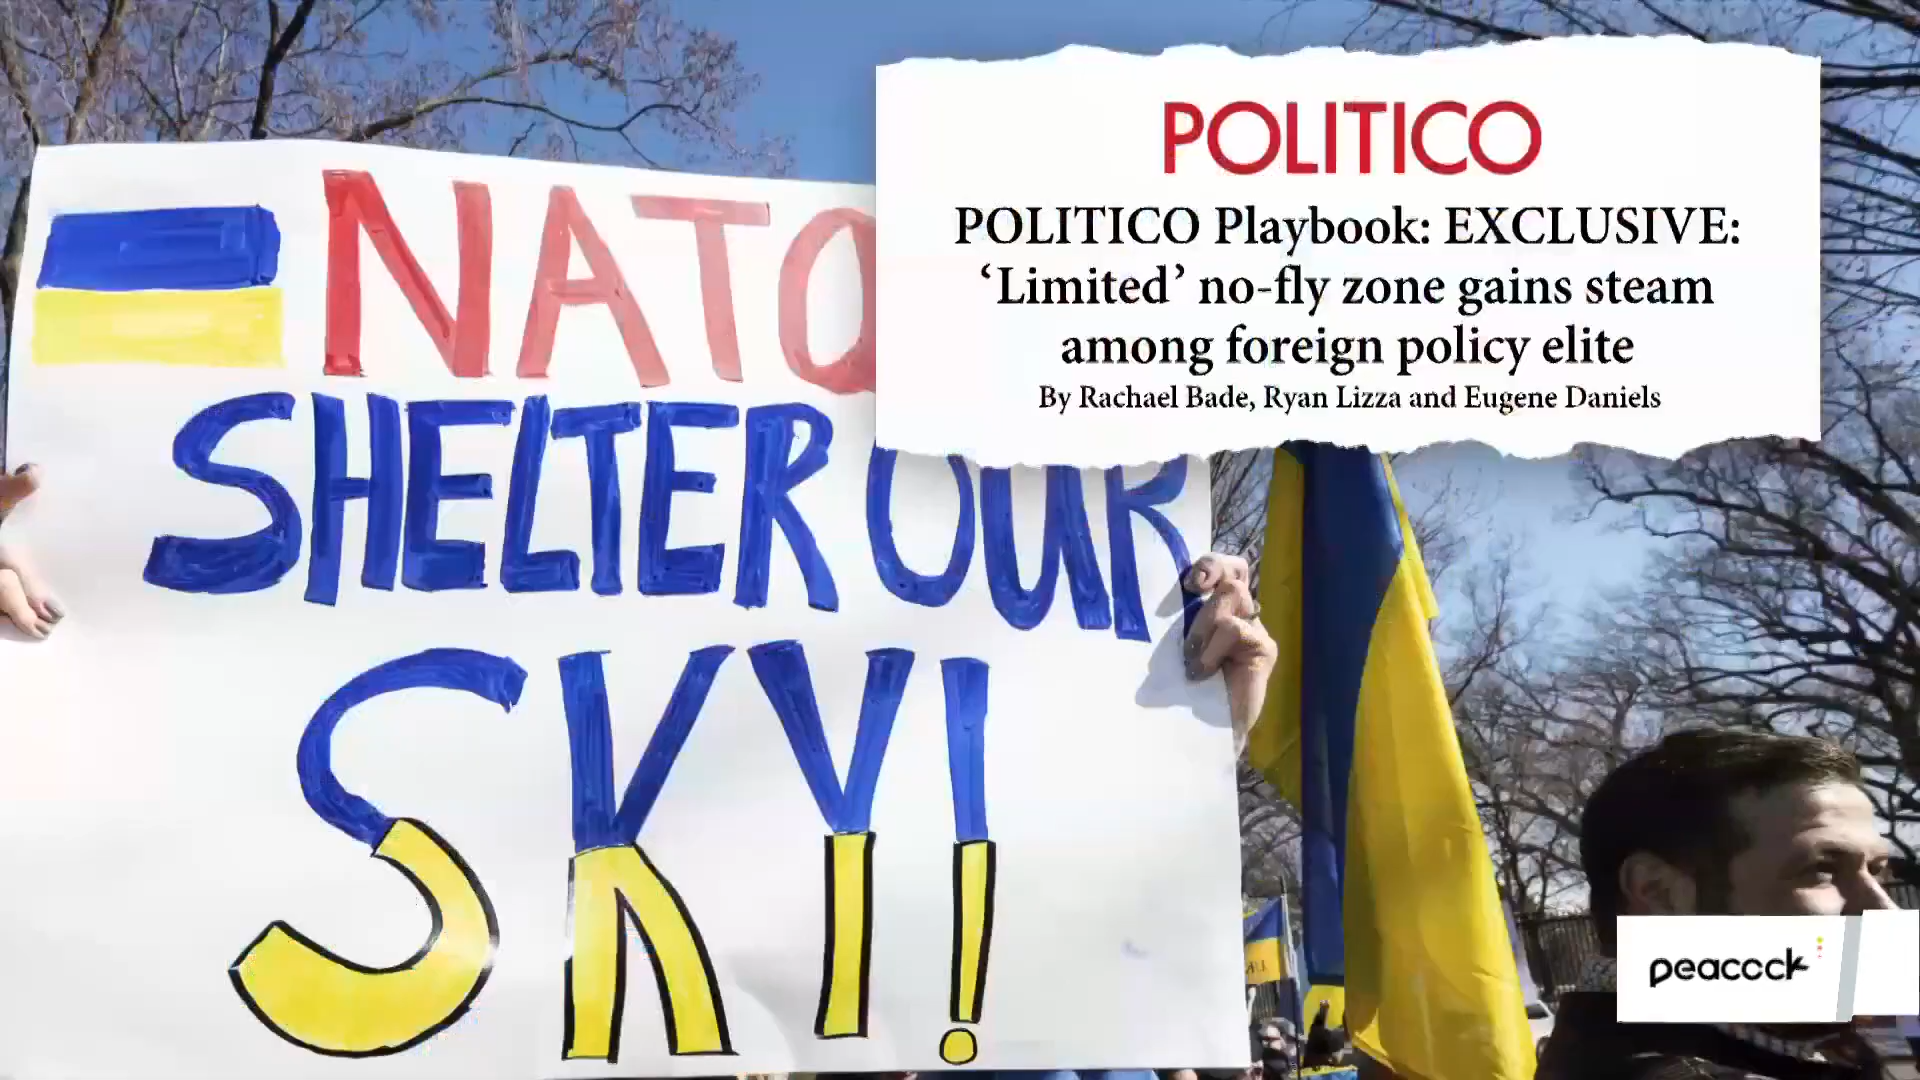 NATO
SHELTER OUR
SKY!
POLITICO
POLITICO Playbook: EXCLUSIVE:
‘Limited’ no-fly zone gains steam
among foreign policy elite
By Rachael Bade, Ryan Lizza and Eugene Daniels
peacock